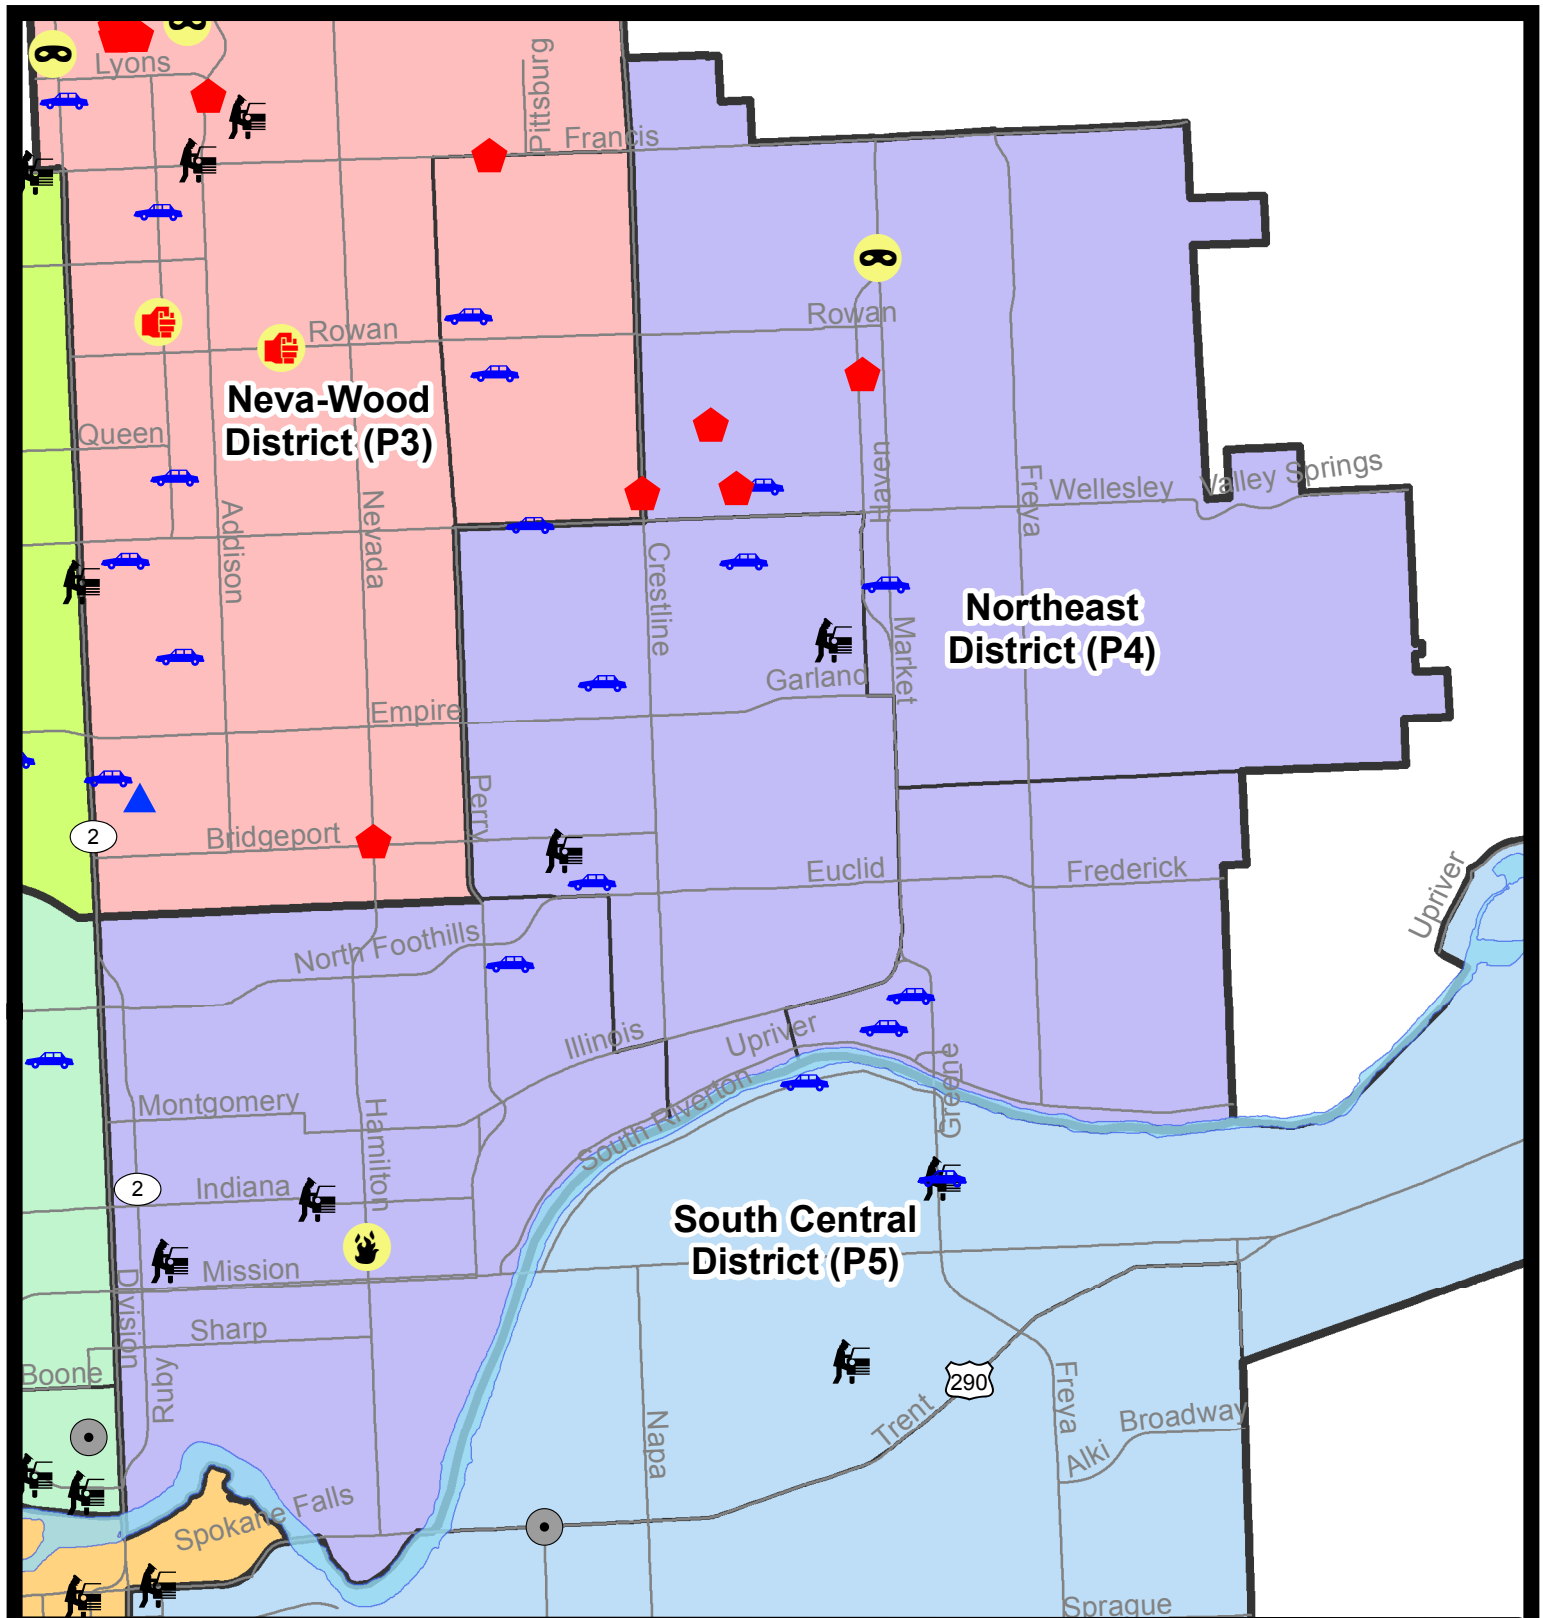 Lyons
Pittsburg
Francis
Rowan
Rowan
Neva-Wood
District (P3)
Queen
Haven
Valley Springs
Wellesley
Freya
Addison
Nevada
Crestline
Northeast
District (P4)
Market
Garland
Empire
Perry
2
Bridgeport
Euclid
Frederick
Upriver
North Foothills
Illinois
Upriver
South Riverton
Greene
Montgomery
Hamilton
2
Indiana
South Central
District (P5)
Mission
Division
Sharp
Boone
Ruby
290
Freya
Trent
Napa
Broadway
Alki
Spokane Falls
Sprague